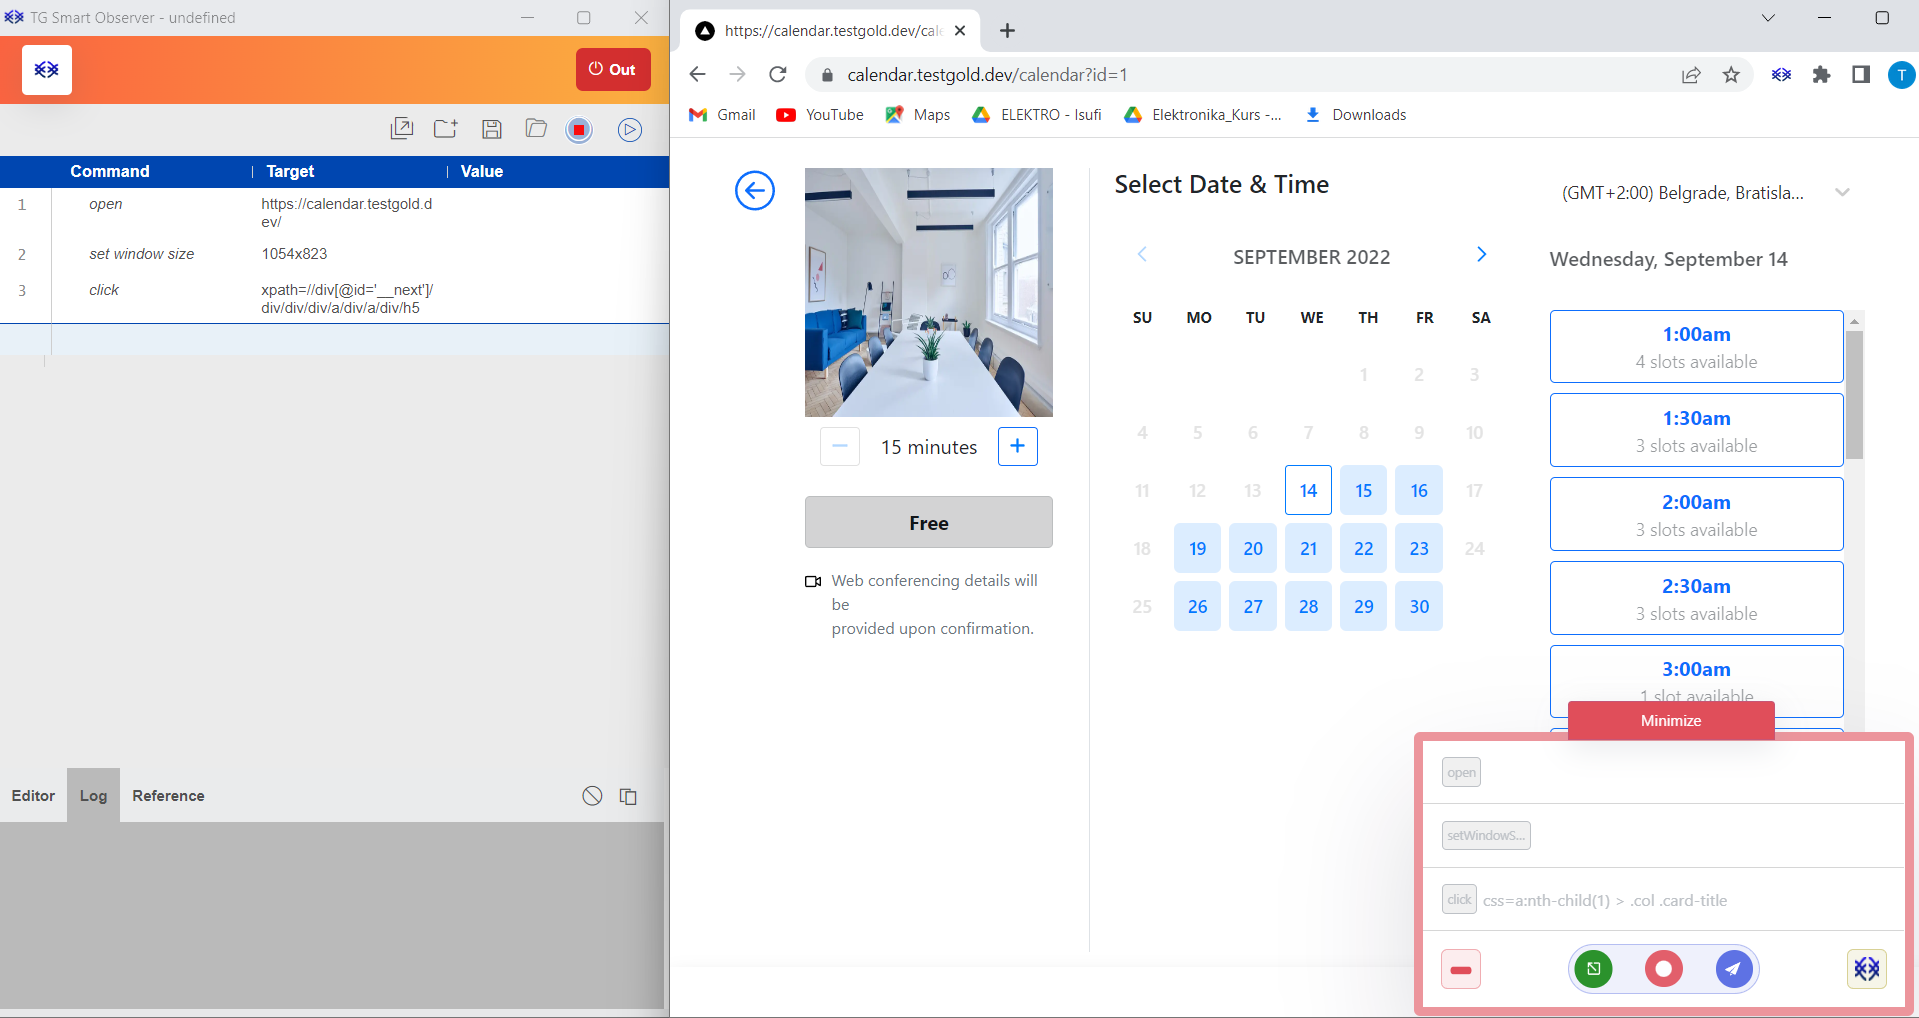 TG Smart Observer - undefined
Out
Command | Target | Value
1 open https://calendar.testgold.d
ev/
2 set window size 1054x823
3 click xpath=//div[@id='__next']/
div/div/div/a/div/a/div/h5
Editor Log Reference
https://calendar.testgold.dev/cale
calendar.testgold.dev/calendar?id=1
T
Gmail YouTube Maps ELEKTRO - Isufi Elektronika_Kurs -... Downloads
15 minutes
Free
Web conferencing details will
be
provided upon confirmation.
Select Date & Time
(GMT+2:00) Belgrade, Bratisla...
SEPTEMBER 2022
SU MO TU WE TH FR SA
1 2 3
4 5 6 7 8 9 10
11 12 13 14 15 16 17
18 19 20 21 22 23 24
25 26 27 28 29 30
Wednesday, September 14
1:00am
4 slots available
1:30am
3 slots available
2:00am
3 slots available
2:30am
3 slots available
3:00am
1 slot available
Minimize
open
setWindowS...
click css=a:nth-child(1) > .col .card-title